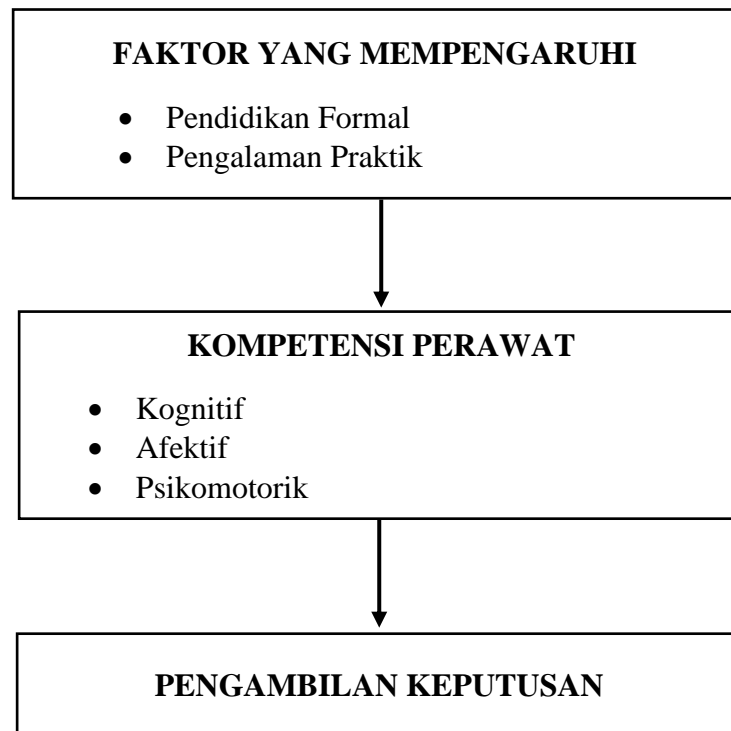 FAKTOR YANG MEMPENGARUHI
• Pendidikan Formal
• Pengalaman Praktik
KOMPETENSI PERAWAT
• Kognitif
• Afektif
• Psikomotorik
PENGAMBILAN KEPUTUSAN